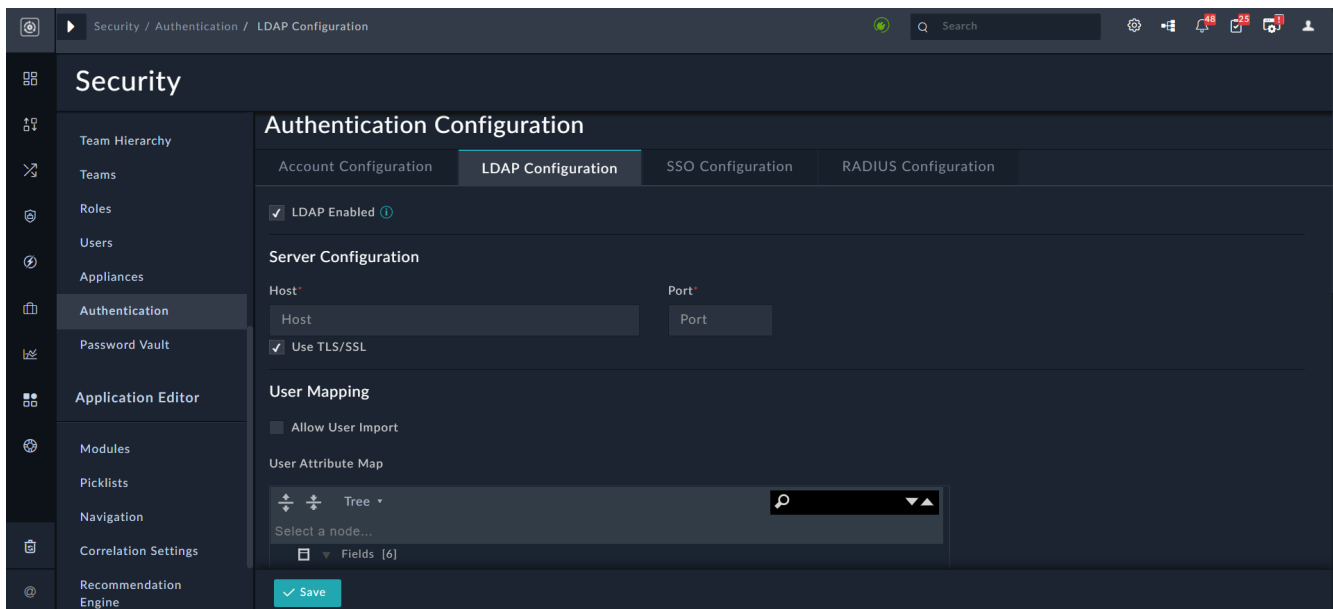 Security / Authentication / LDAP Configuration
Search
48
25
!
Security
Team Hierarchy
Teams
Roles
Users
Appliances
Authentication
Password Vault
Application Editor
Modules
Picklists
Navigation
Correlation Settings
Recommendation
Engine
@
Authentication Configuration
Account Configuration
LDAP Configuration
SSO Configuration
RADIUS Configuration
LDAP Enabled
Server Configuration
Host*
Port*
Host
Port
Use TLS/SSL
User Mapping
Allow User Import
User Attribute Map
Tree
Select a node...
Fields [6]
Save